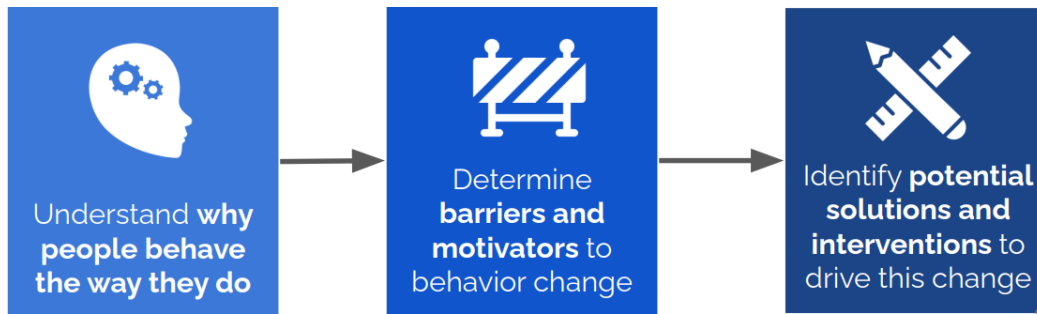 Understand why
people behave
the way they do
Determine
barriers and
motivators to
behavior change
Identify potential
solutions and
interventions to
drive this change